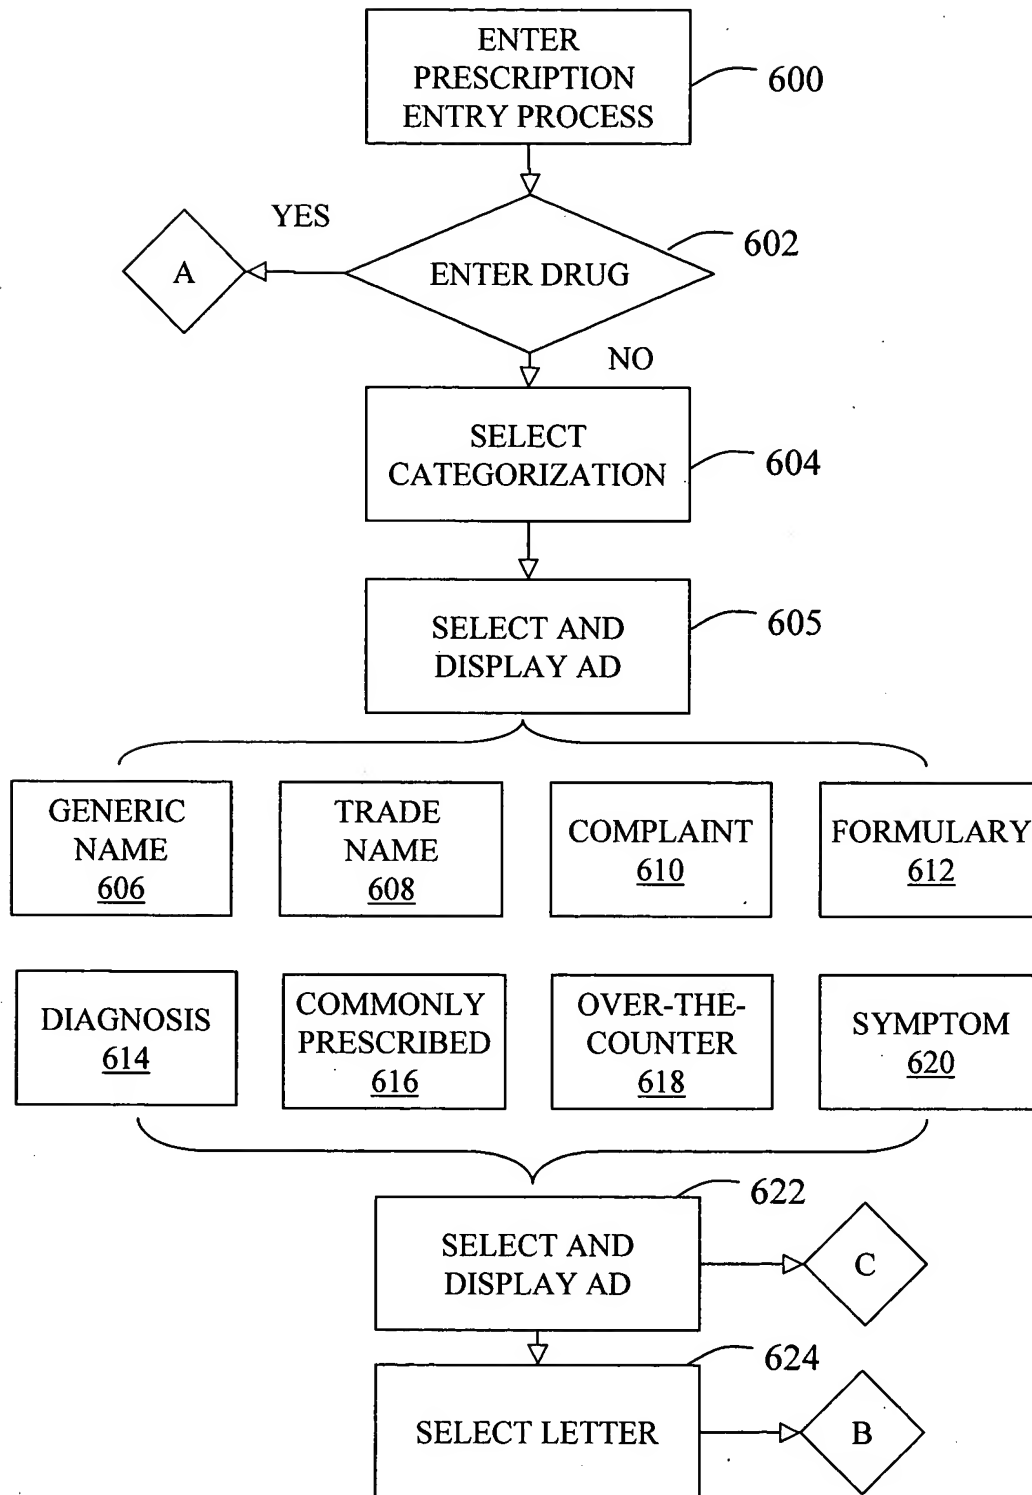 ENTER
PRESCRIPTION
ENTRY PROCESS
600
YES
602
A
ENTER DRUG
NO
SELECT
CATEGORIZATION
604
SELECT AND
DISPLAY AD
605
GENERIC
NAME
606
TRADE
NAME
608
COMPLAINT
610
FORMULARY
612
DIAGNOSIS
614
COMMONLY
PRESCRIBED
616
OVER-THE-
COUNTER
618
SYMPTOM
620
622
SELECT AND
DISPLAY AD
C
624
SELECT LETTER
B